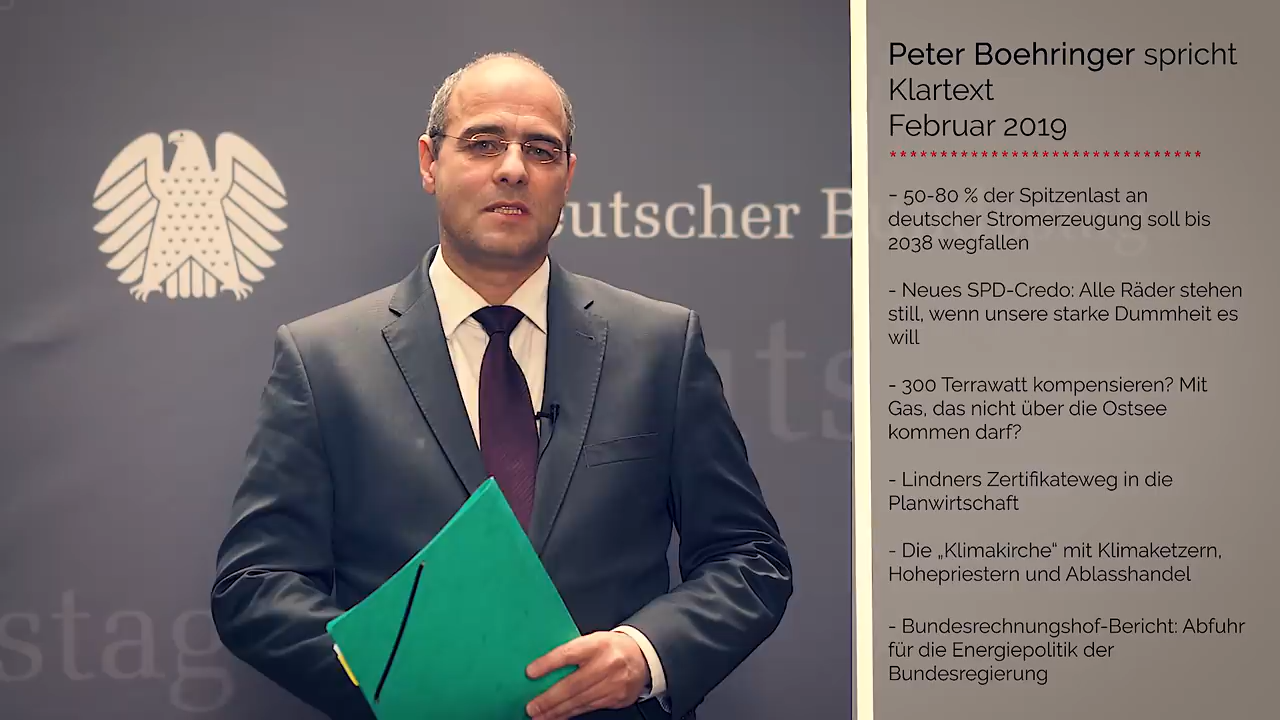 eutscher B
uts
stag
Peter Boehringer spricht
Klartext
Februar 2019
*******************************
- 50-80 % der Spitzenlast an
deutscher Stromerzeugung soll bis
2038 wegfallen
- Neues SPD-Credo: Alle Räder stehen
still, wenn unsere starke Dummheit es
will
- 300 Terrawatt kompensieren? Mit
Gas, das nicht über die Ostsee
kommen darf?
- Lindners Zertifikateweg in die
Planwirtschaft
- Die „Klimakirche“ mit Klimaketzern,
Hohepriestern und Ablasshandel
- Bundesrechnungshof-Bericht: Abfuhr
für die Energiepolitik der
Bundesregierung